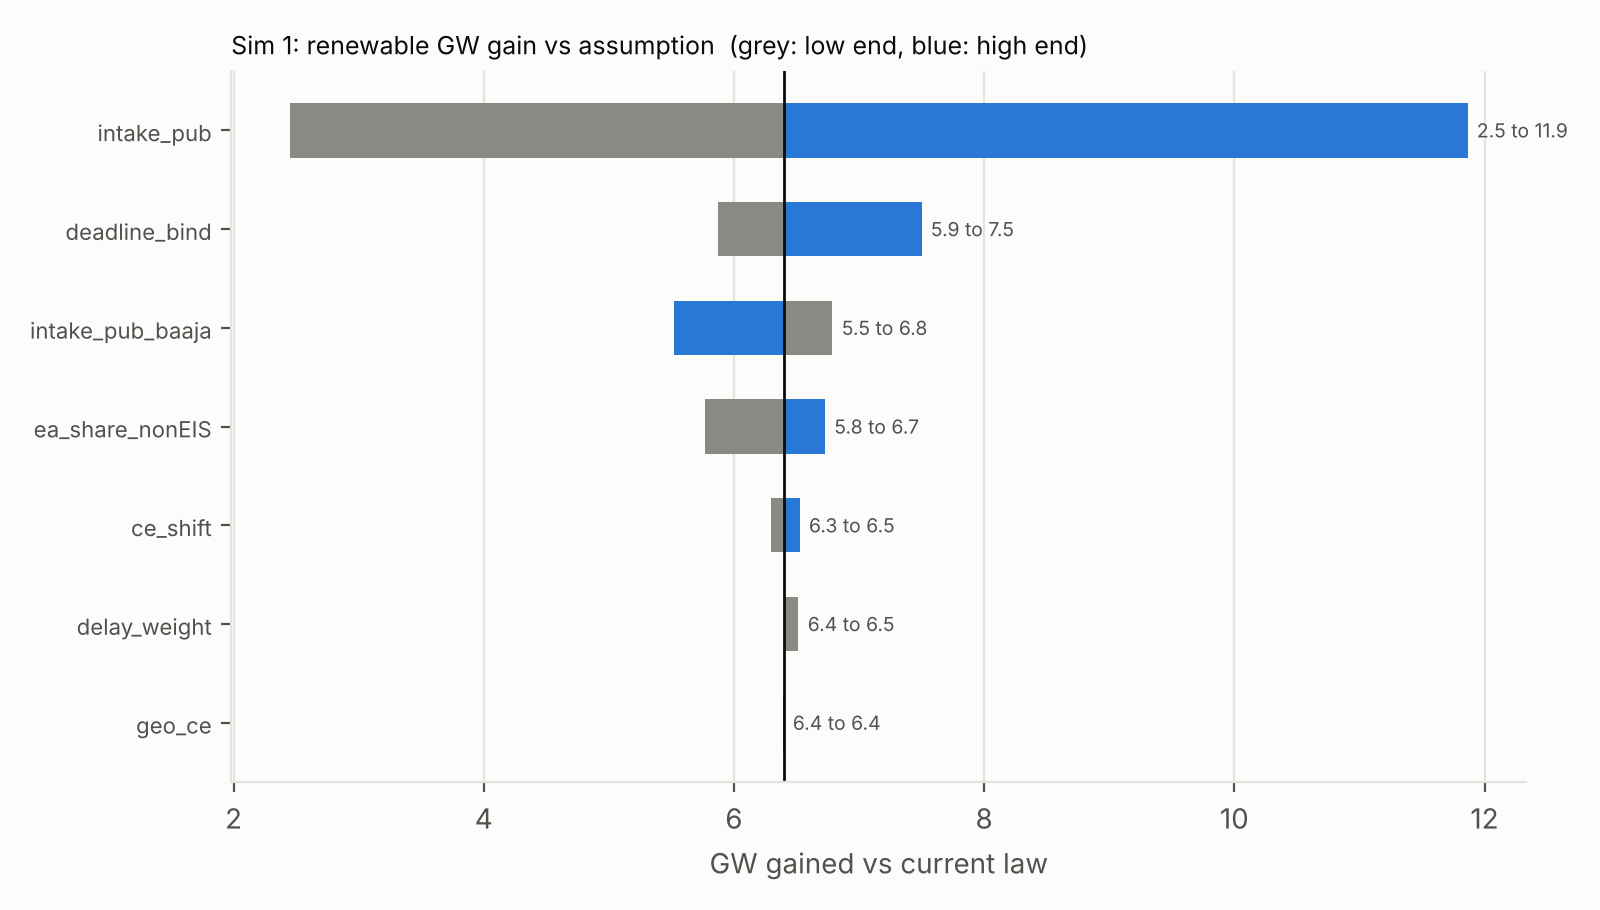 Sim 1: renewable GW gain vs assumption  (grey: low end, blue: high end)
intake_pub
2.5 to 11.9
deadline_bind
5.9 to 7.5
intake_pub_baaja
5.5 to 6.8
ea_share_nonEIS
5.8 to 6.7
ce_shift
6.3 to 6.5
delay_weight
6.4 to 6.5
geo_ce
6.4 to 6.4
2 4 6 8 10 12
GW gained vs current law